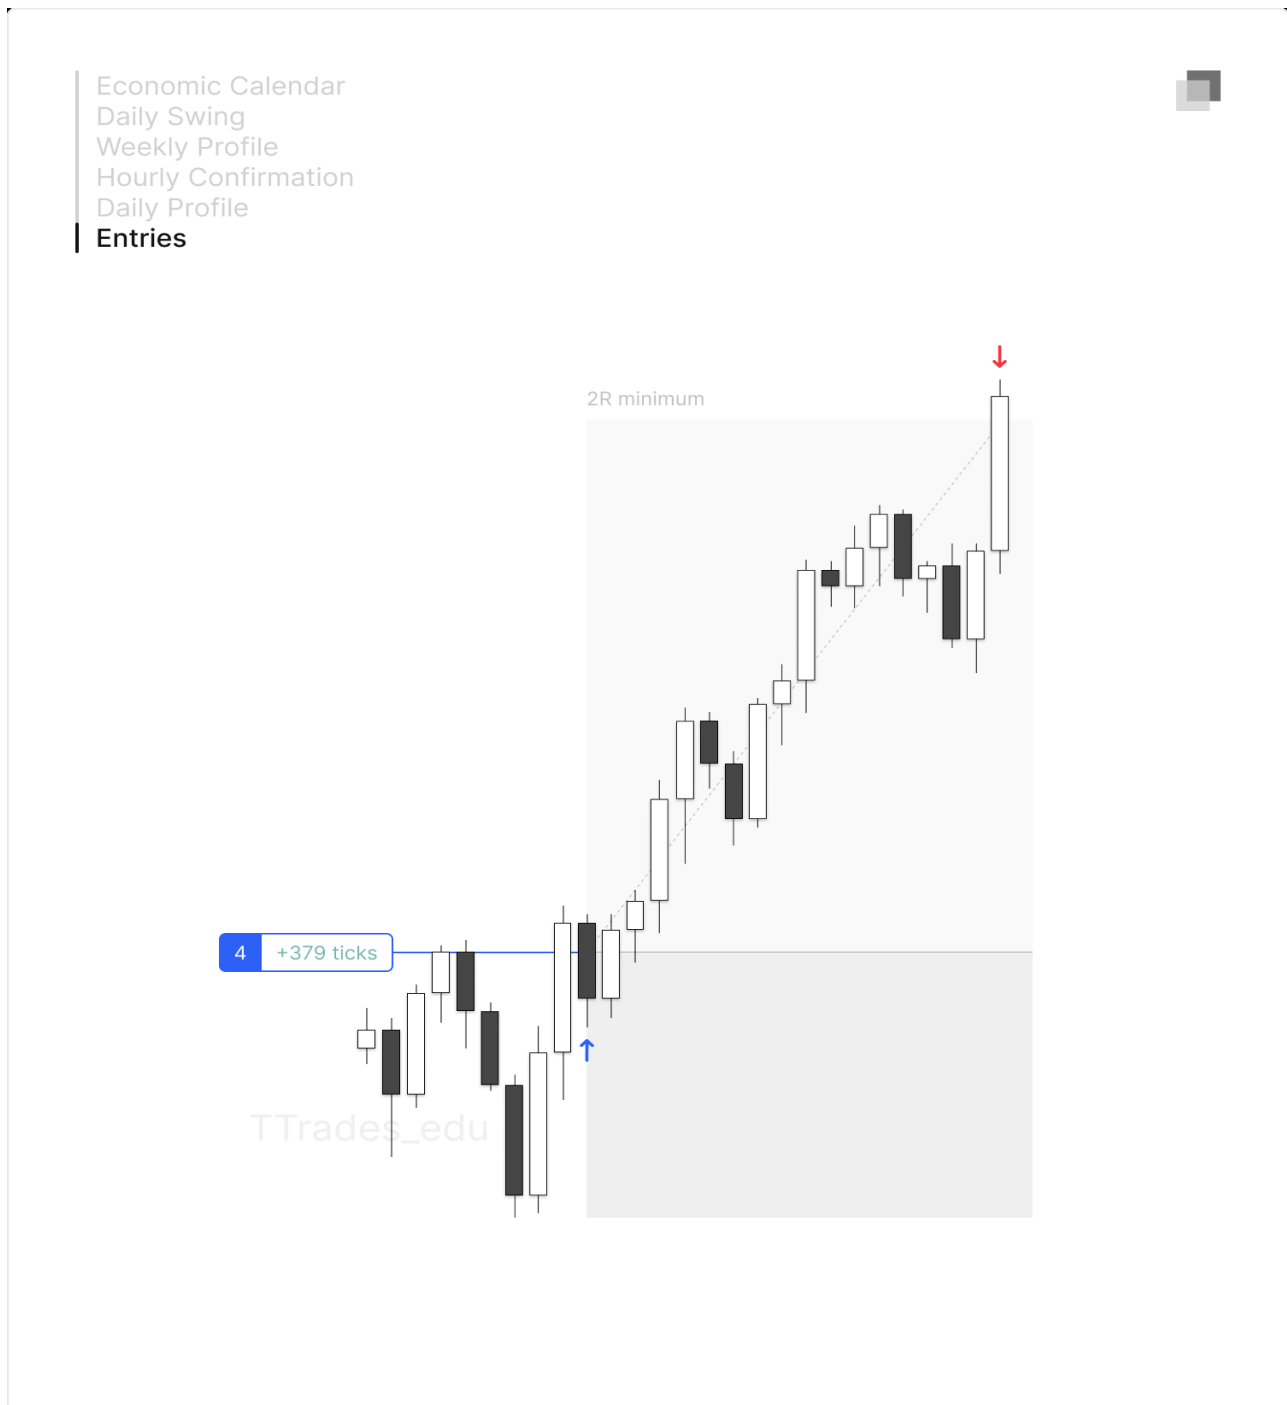 Economic Calendar
Daily Swing
Weekly Profile
Hourly Confirmation
Daily Profile
Entries
2R minimum
4 +379 ticks
TTrades_edu